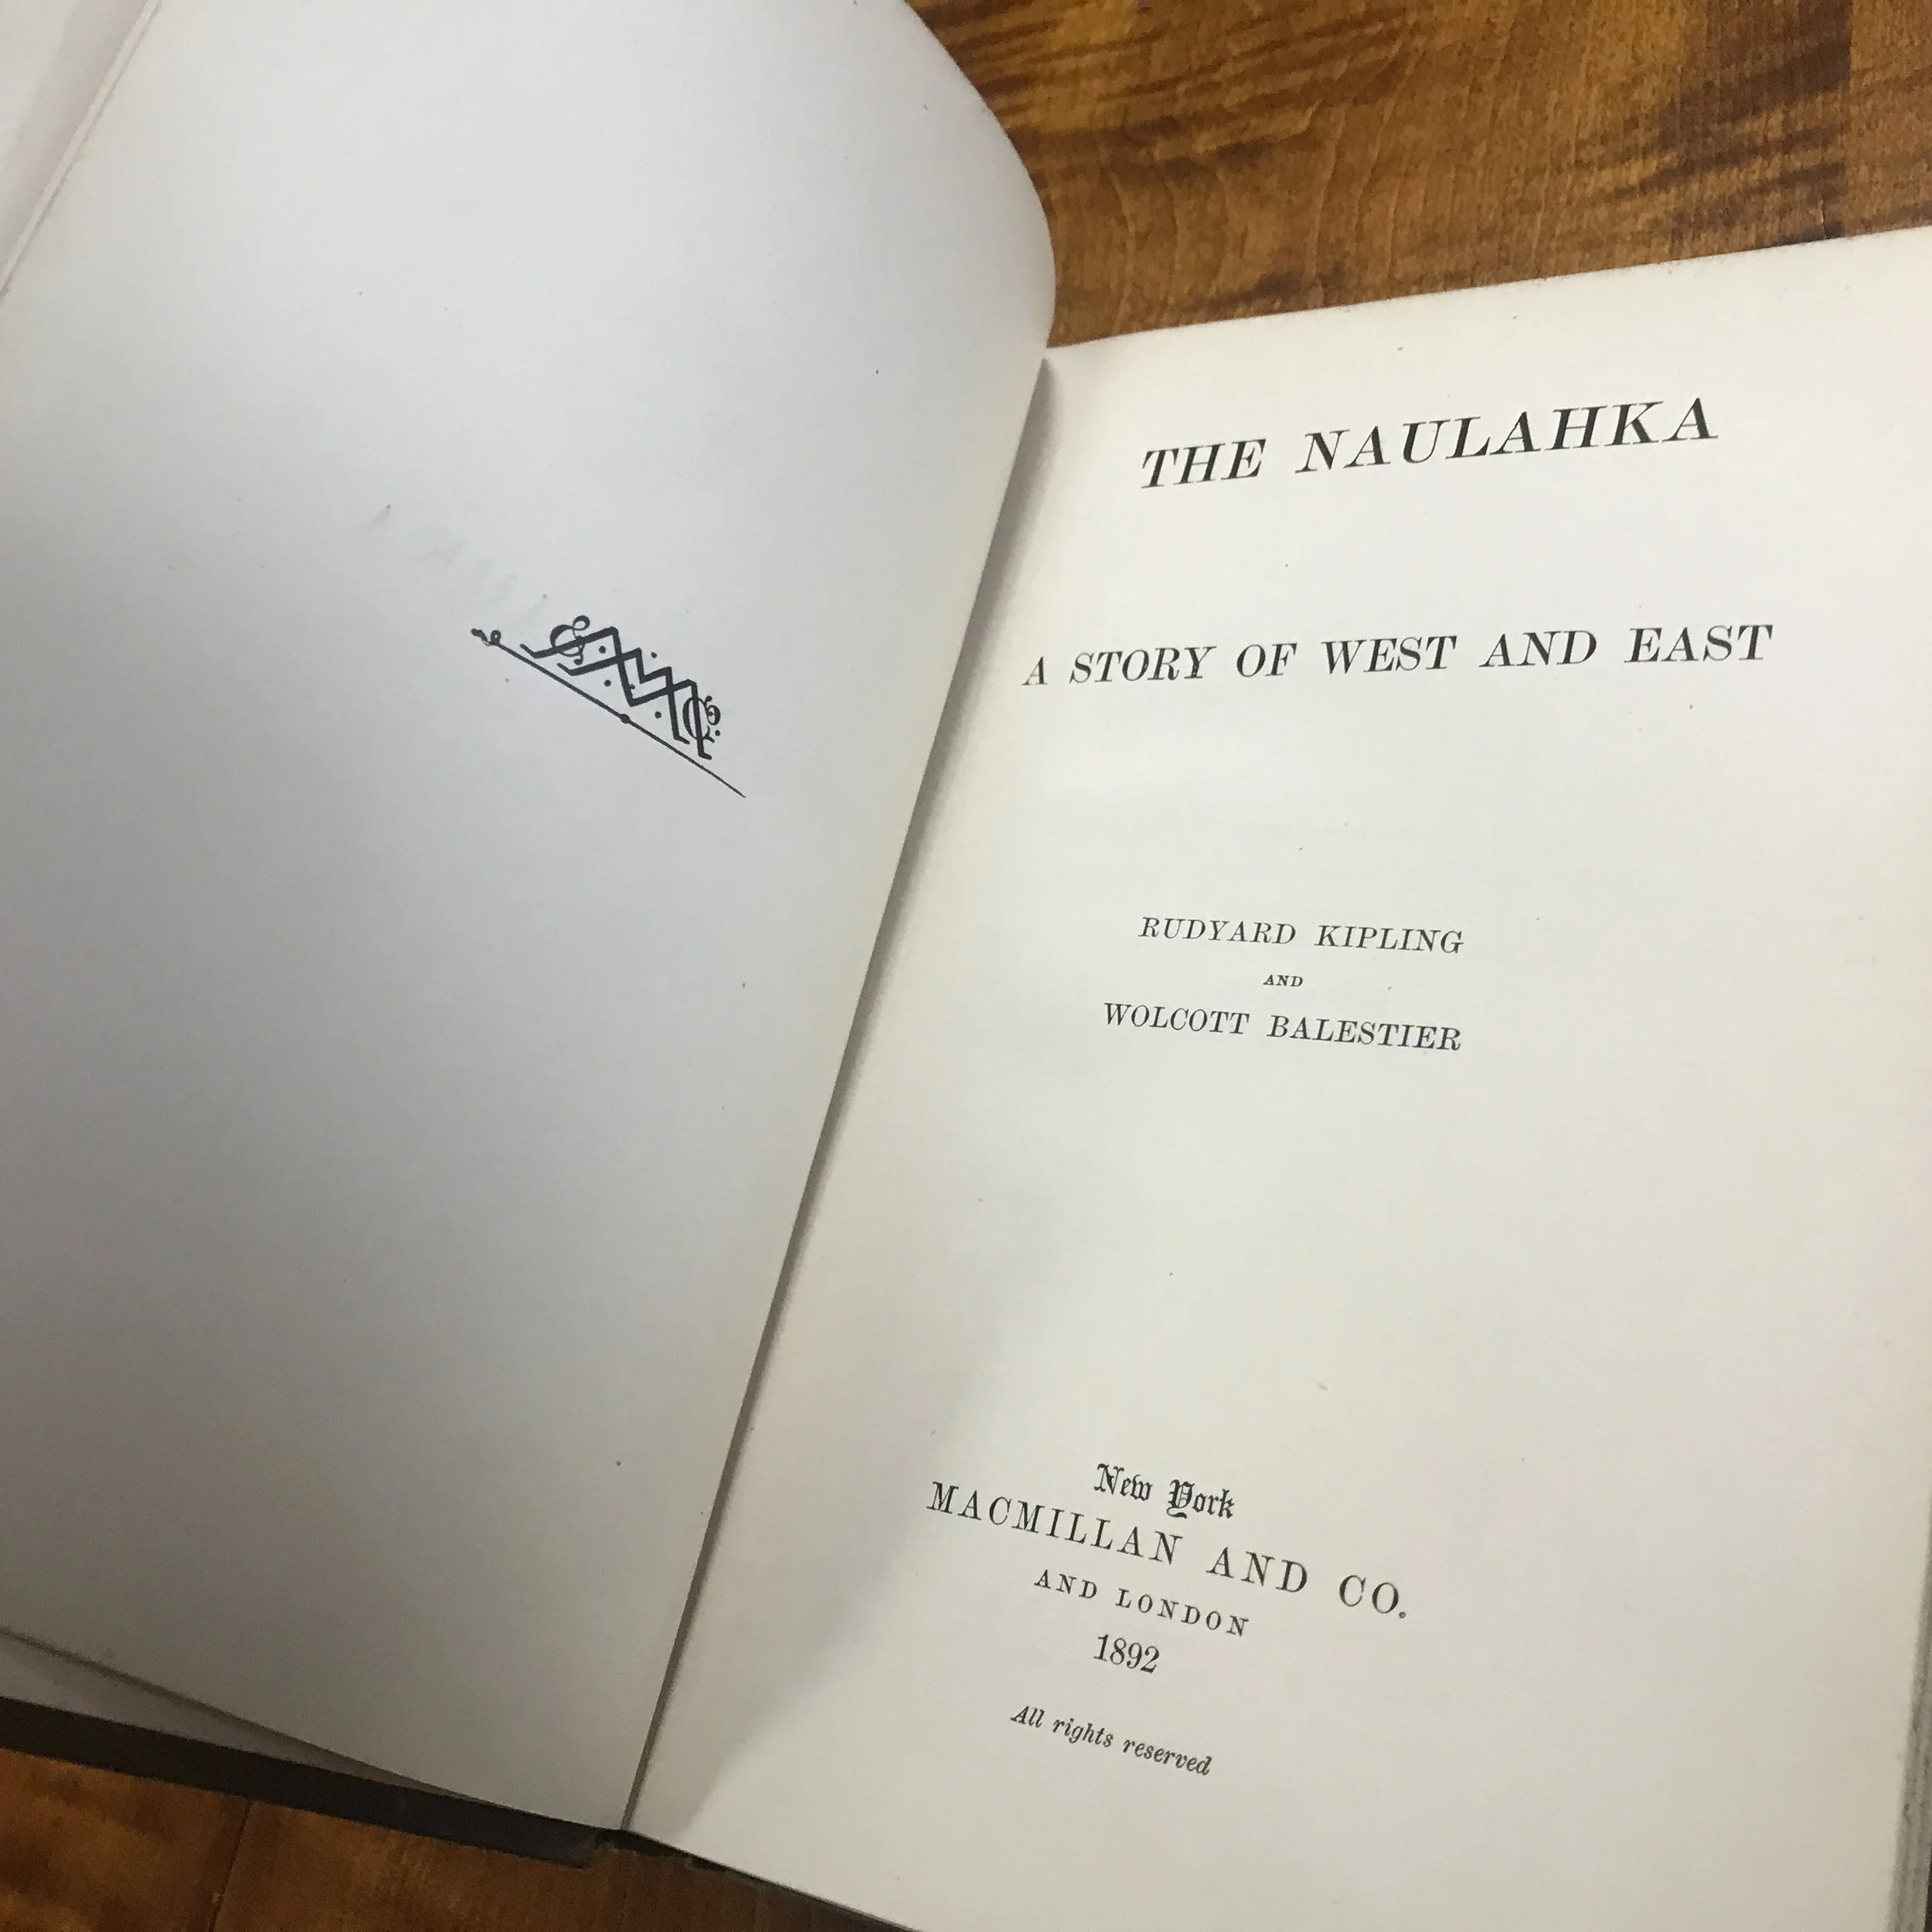 THE NAULAHKA
A STORY OF WEST AND EAST
RUDYARD KIPLING
AND
WOLCOTT BALESTIER
New York
MACMILLAN AND CO.
AND LONDON
1892
All rights reserved